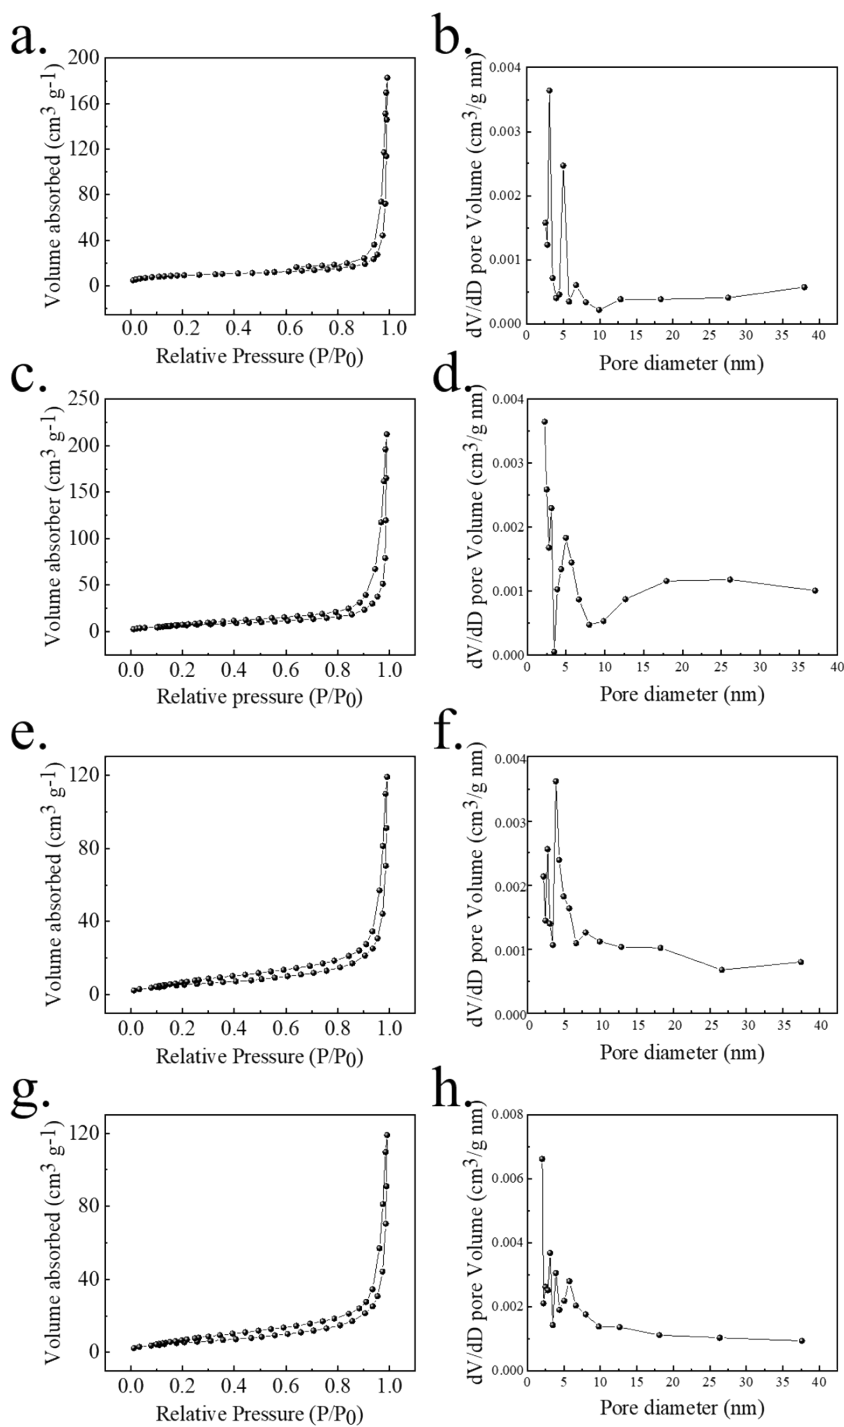 a.
Volume absorbed (cm3 g-1)
200
160
120
80
40
0
0.0 0.2 0.4 0.6 0.8 1.0
Relative Pressure (P/P0)
b.
dV/dD pore Volume (cm3/g nm)
0.004
0.003
0.002
0.001
0.000
0 5 10 15 20 25 30 35 40
Pore diameter (nm)
c.
Volume absorber (cm3 g-1)
250
200
150
100
50
0
0.0 0.2 0.4 0.6 0.8 1.0
Relative pressure (P/P0)
d.
dV/dD pore Volume (cm3/g nm)
0.004
0.003
0.002
0.001
0.000
0 5 10 15 20 25 30 35 40
Pore diameter (nm)
e.
Volume absorbed (cm3 g-1)
120
80
40
0
0.0 0.2 0.4 0.6 0.8 1.0
Relative Pressure (P/P0)
f.
dV/dD pore Volume (cm3/g nm)
0.004
0.003
0.002
0.001
0.000
0 5 10 15 20 25 30 35 40
Pore diameter (nm)
g.
Volume absorbed (cm3 g-1)
120
80
40
0
0.0 0.2 0.4 0.6 0.8 1.0
Relative Pressure (P/P0)
h.
dV/dD pore Volume (cm3/g nm)
0.008
0.006
0.004
0.002
0.000
0 5 10 15 20 25 30 35 40
Pore diameter (nm)